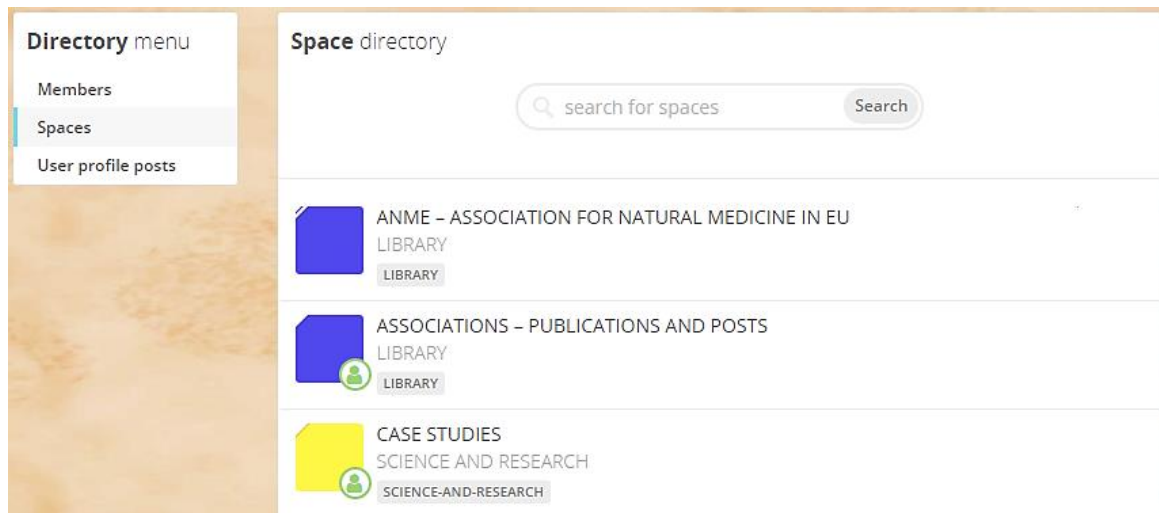 Directory menu
Members
Spaces
User profile posts
Space directory
search for spaces
Search
ANME – ASSOCIATION FOR NATURAL MEDICINE IN EU
LIBRARY
LIBRARY
ASSOCIATIONS – PUBLICATIONS AND POSTS
LIBRARY
LIBRARY
CASE STUDIES
SCIENCE AND RESEARCH
SCIENCE-AND-RESEARCH